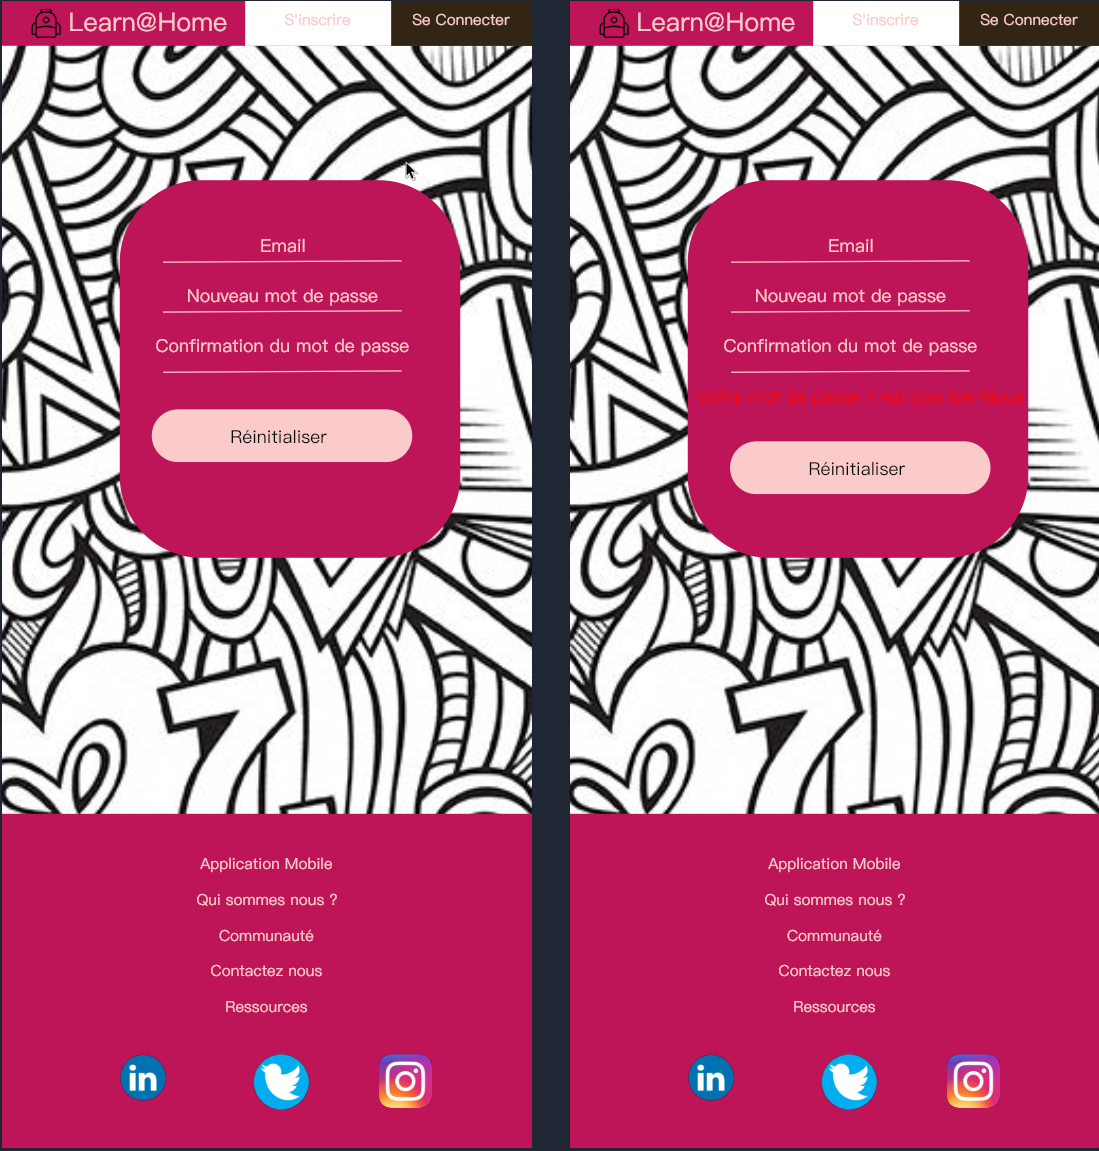 Learn@Home
S'inscrire
Se Connecter
Email
Nouveau mot de passe
Confirmation du mot de passe
Réinitialiser
Application Mobile
Qui sommes nous ?
Communauté
Contactez nous
Ressources
Learn@Home
S'inscrire
Se Connecter
Email
Nouveau mot de passe
Confirmation du mot de passe
Votre mot de passe n'est pas identique
Réinitialiser
Application Mobile
Qui sommes nous ?
Communauté
Contactez nous
Ressources